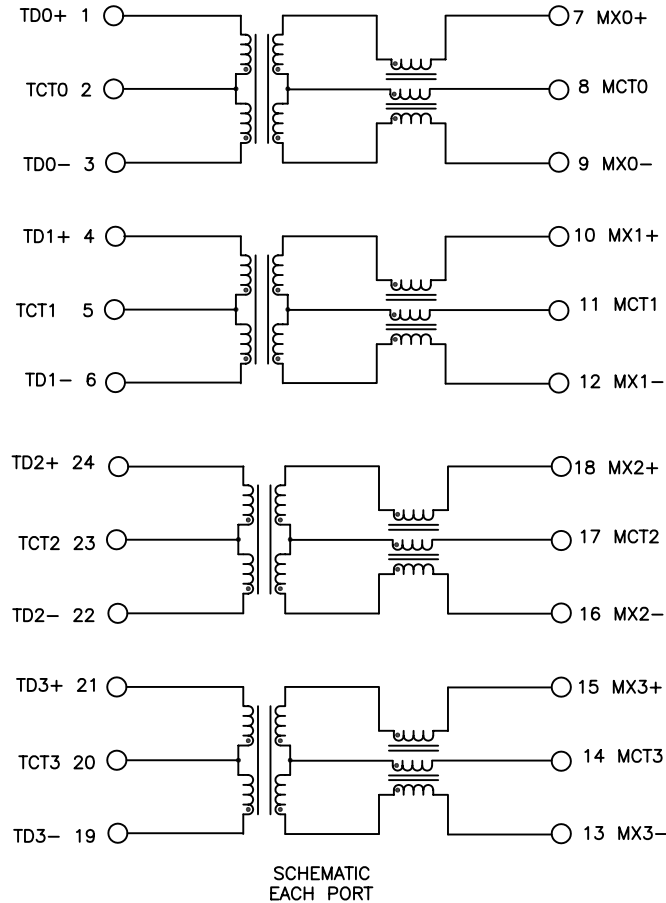 TD0+ 1
7 MX0+
TCT0 2
8 MCT0
TD0- 3
9 MX0-
TD1+ 4
10 MX1+
TCT1 5
11 MCT1
TD1- 6
12 MX1-
TD2+ 24
18 MX2+
TCT2 23
17 MCT2
TD2- 22
16 MX2-
TD3+ 21
15 MX3+
TCT3 20
14 MCT3
TD3- 19
13 MX3-
SCHEMATIC
EACH PORT